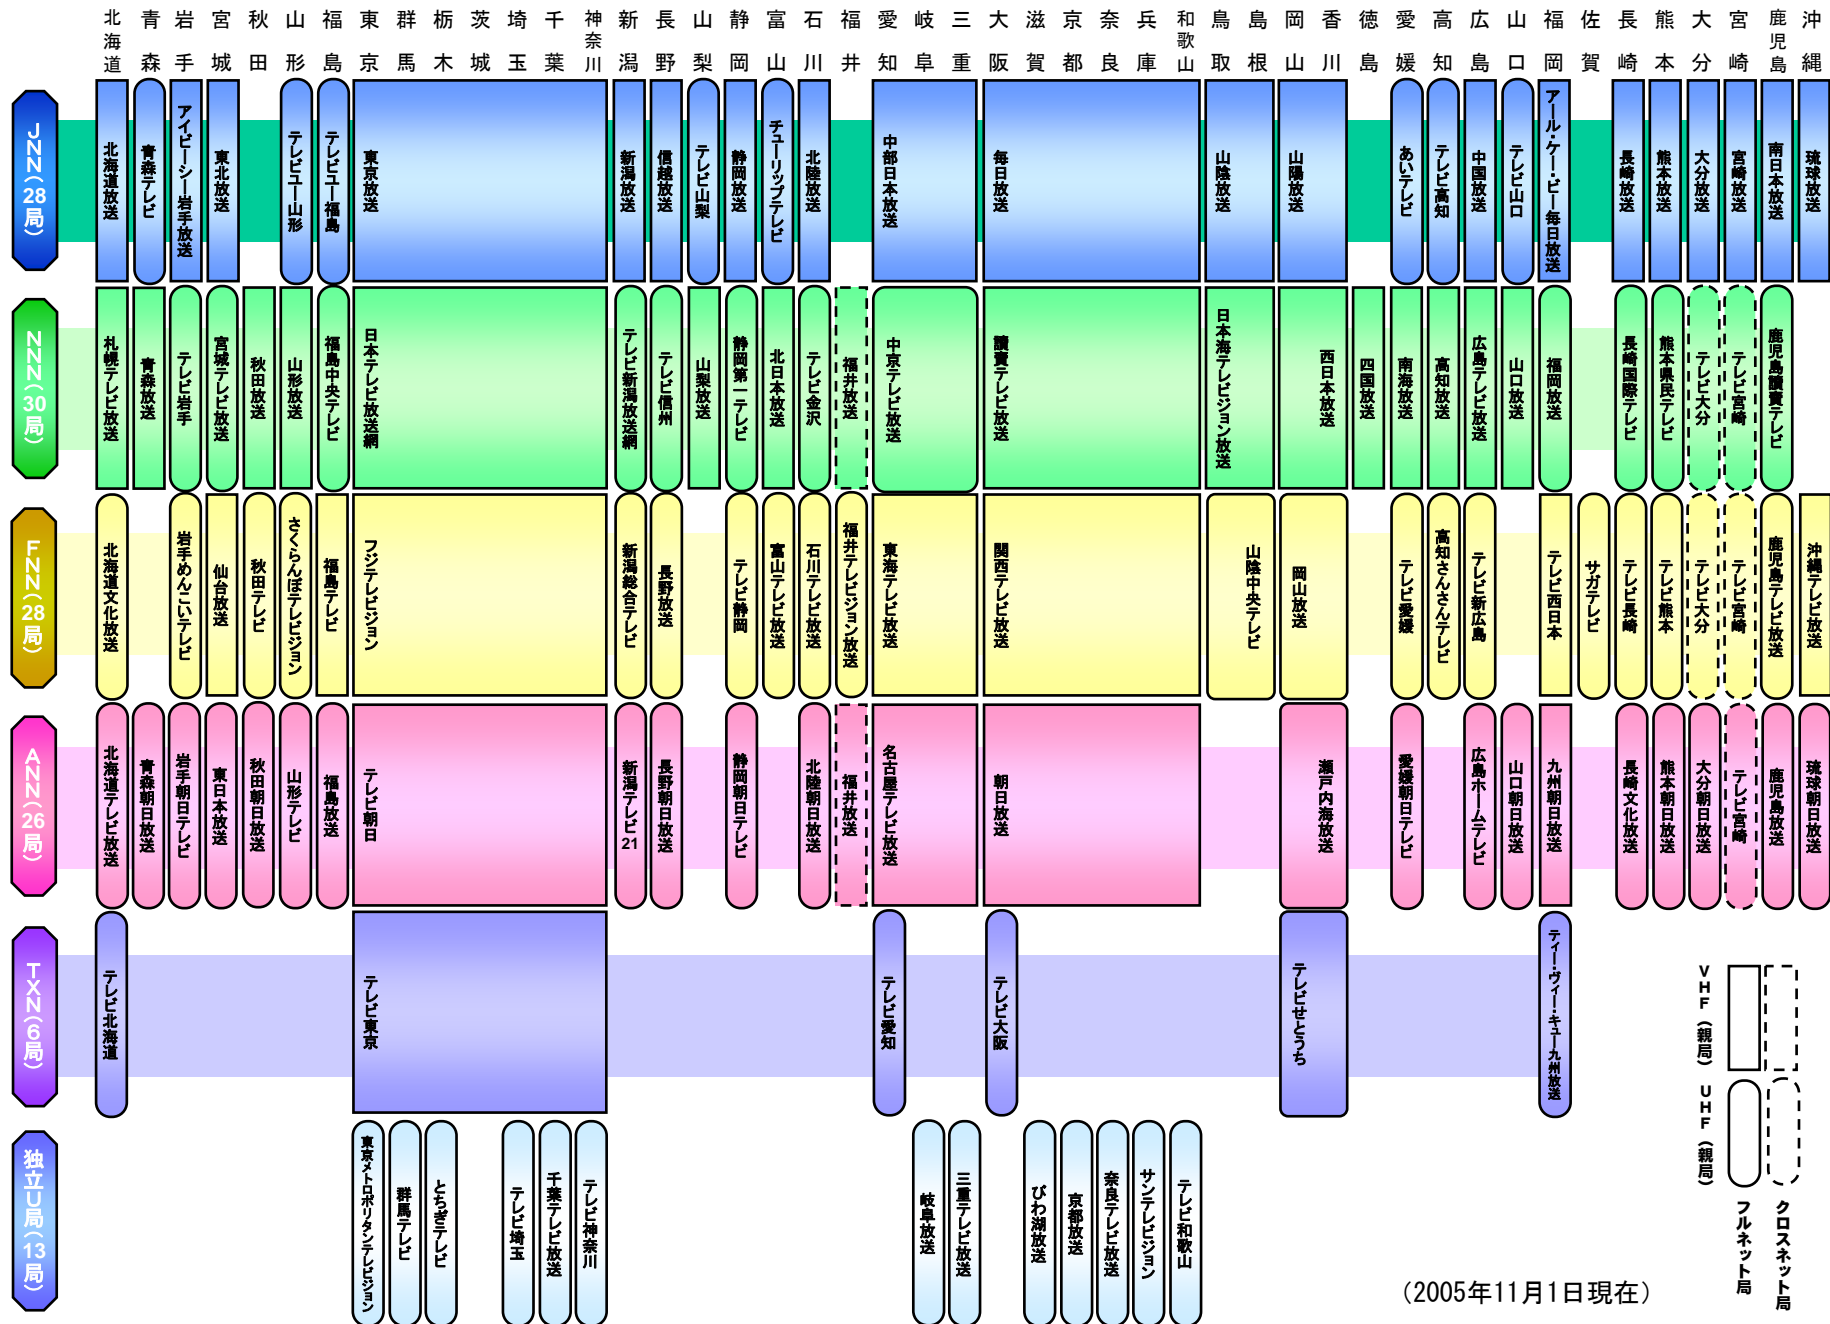 北海道
青森
岩手
宮城
秋田
山形
福島
東京
群馬
栃木
茨城
埼玉
千葉
神奈川
新潟
長野
山梨
静岡
富山
石川
福井
愛知
岐阜
三重
大阪
滋賀
京都
奈良
兵庫
和歌山
鳥取
島根
岡山
香川
徳島
愛媛
高知
広島
山口
福岡
佐賀
長崎
熊本
大分
宮崎
鹿児島
沖縄
JNN(28局)
北海道放送
青森テレビ
アイビーシー岩手放送
東北放送
テレビユー山形
テレビユー福島
東京放送
新潟放送
信越放送
テレビ山梨
静岡放送
チューリップテレビ
北陸放送
中部日本放送
毎日放送
山陰放送
山陽放送
あいテレビ
テレビ高知
中国放送
テレビ山口
アール・ケー・ビー毎日放送
長崎放送
熊本放送
大分放送
宮崎放送
南日本放送
琉球放送
NNN(30局)
札幌テレビ放送
青森放送
テレビ岩手
宮城テレビ放送
秋田放送
山形放送
福島中央テレビ
日本テレビ放送網
テレビ新潟放送網
テレビ信州
山梨放送
静岡第一テレビ
北日本放送
テレビ金沢
福井放送
中京テレビ放送
讀賣テレビ放送
日本海テレビジョン放送
西日本放送
四国放送
南海放送
高知放送
広島テレビ放送
山口放送
福岡放送
長崎国際テレビ
熊本県民テレビ
テレビ大分
テレビ宮崎
鹿児島讀賣テレビ
FNN(28局)
北海道文化放送
岩手めんこいテレビ
仙台放送
秋田テレビ
さくらんぼテレビジョン
福島テレビ
フジテレビジョン
新潟総合テレビ
長野放送
テレビ静岡
富山テレビ放送
石川テレビ放送
福井テレビジョン放送
東海テレビ放送
関西テレビ放送
山陰中央テレビ
岡山放送
テレビ愛媛
高知さんさんテレビ
テレビ新広島
テレビ西日本
サガテレビ
テレビ長崎
テレビ熊本
テレビ大分
テレビ宮崎
鹿児島テレビ放送
沖縄テレビ放送
ANN(26局)
北海道テレビ放送
青森朝日放送
岩手朝日テレビ
東日本放送
秋田朝日放送
山形テレビ
福島放送
テレビ朝日
新潟テレビ21
長野朝日放送
静岡朝日テレビ
北陸朝日放送
福井放送
名古屋テレビ放送
朝日放送
瀬戸内海放送
愛媛朝日テレビ
広島ホームテレビ
山口朝日放送
九州朝日放送
長崎文化放送
熊本朝日放送
大分朝日放送
テレビ宮崎
鹿児島放送
琉球朝日放送
TXN(6局)
テレビ北海道
テレビ東京
テレビ愛知
テレビ大阪
テレビせとうち
ティー・ヴィー・キュー九州放送
独立U局(13局)
東京メトロポリタンテレビジョン
群馬テレビ
とちぎテレビ
テレビ埼玉
千葉テレビ放送
テレビ神奈川
岐阜放送
三重テレビ放送
びわ湖放送
京都放送
奈良テレビ放送
サンテレビジョン
テレビ和歌山
VHF(親局)
UHF(親局)
フルネット局
クロスネット局
(2005年11月1日現在)